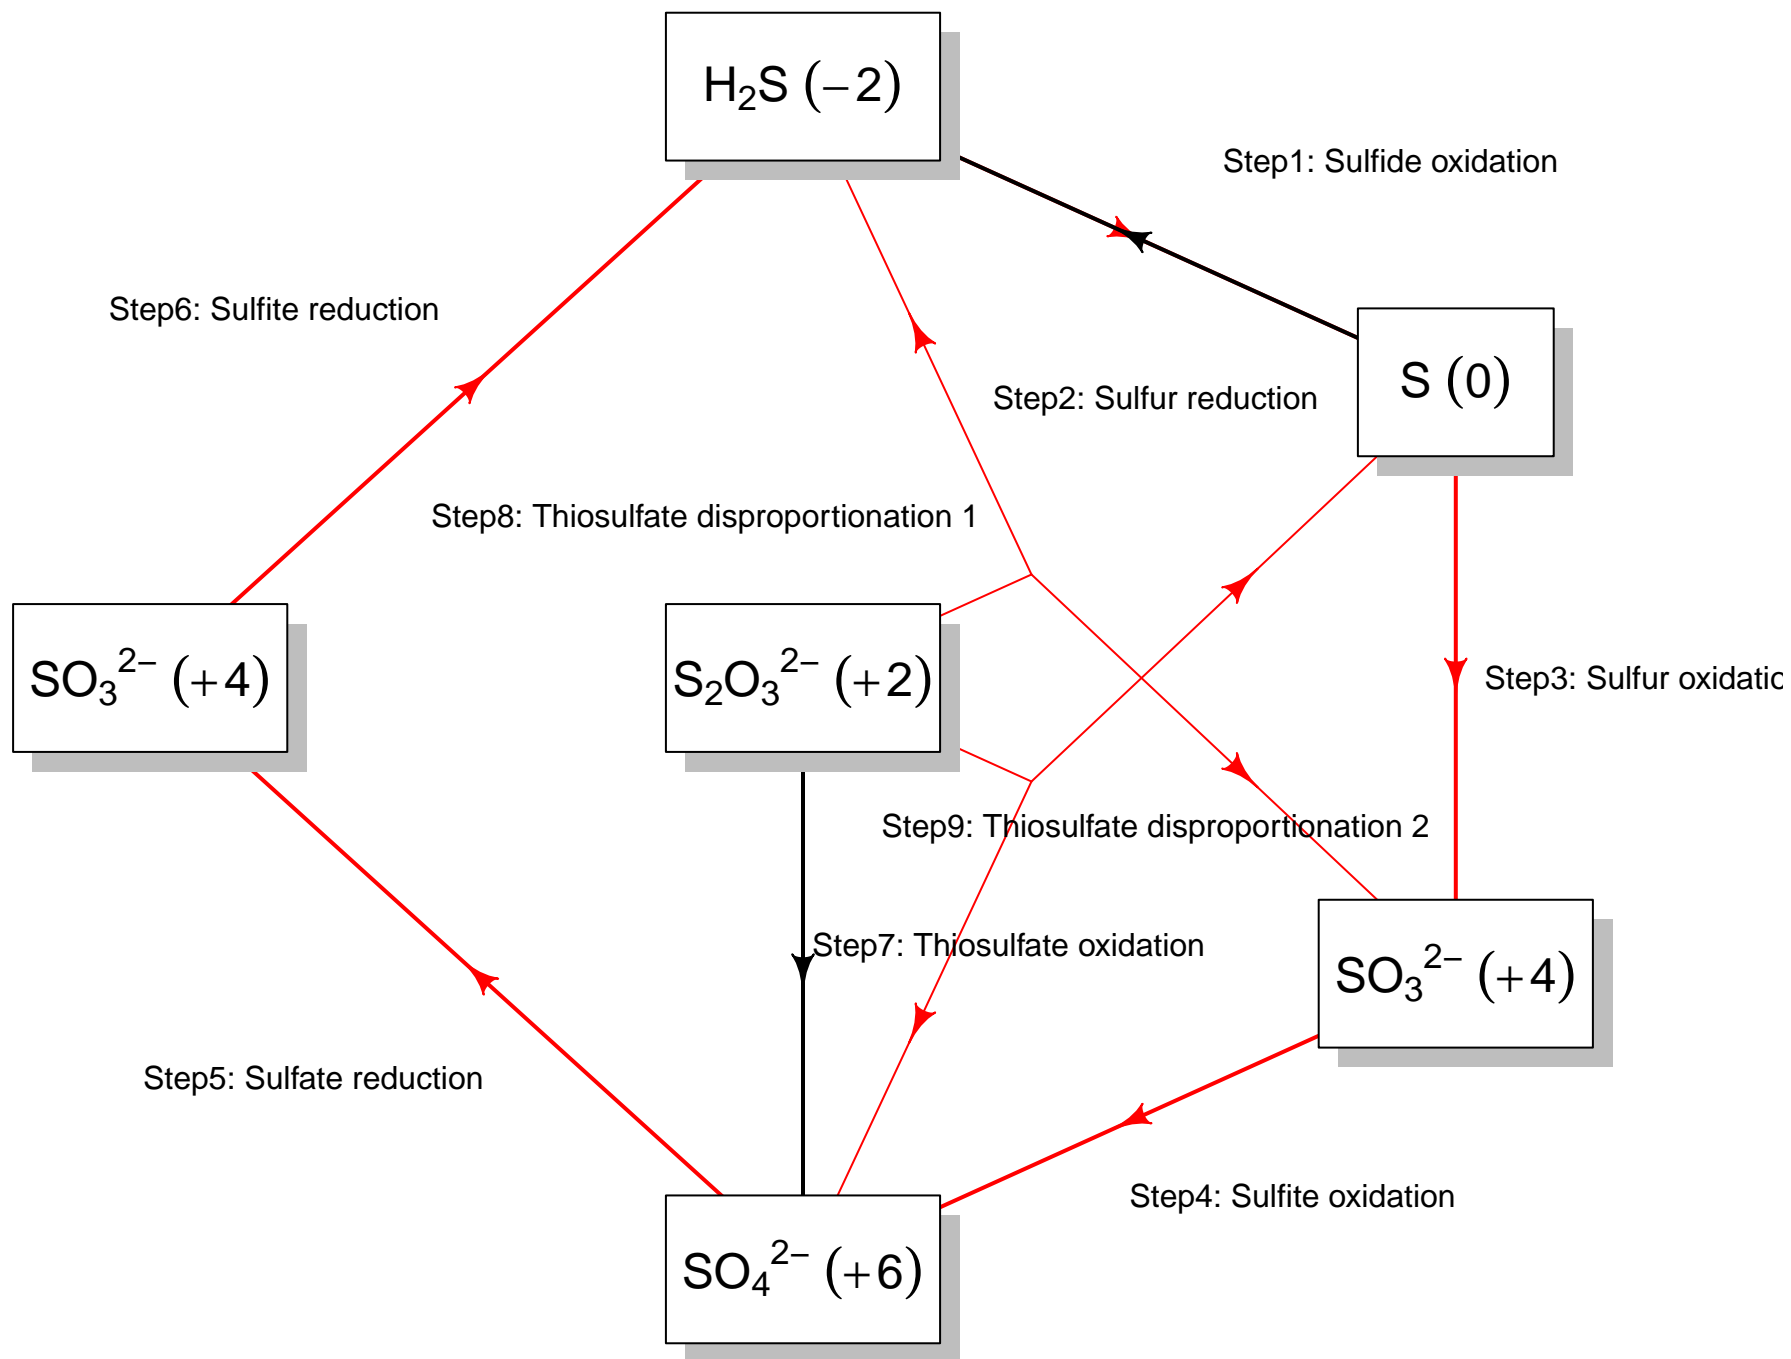 H₂S (−2)
Step1: Sulfide oxidation
Step6: Sulfite reduction
S (0)
Step2: Sulfur reduction
Step8: Thiosulfate disproportionation 1
SO₃²⁻ (+4)
S₂O₃²⁻ (+2)
Step3: Sulfur oxidatio
Step9: Thiosulfate disproportionation 2
Step7: Thiosulfate oxidation
SO₃²⁻ (+4)
Step5: Sulfate reduction
Step4: Sulfite oxidation
SO₄²⁻ (+6)